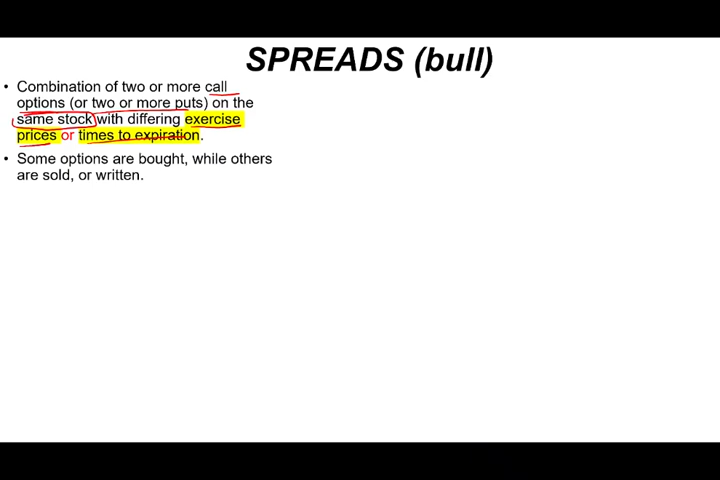 SPREADS (bull)
• Combination of two or more call
options (or two or more puts) on the
same stock with differing exercise
prices or times to expiration.
• Some options are bought, while others
are sold, or written.